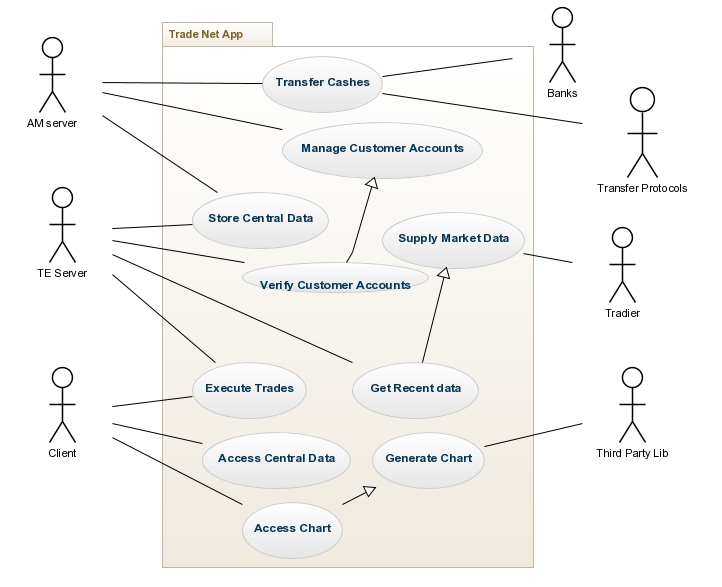 Trade Net App
Transfer Cashes
Banks
AM server
Manage Customer Accounts
Transfer Protocols
Store Central Data
Supply Market Data
TE Server
Verify Customer Accounts
Tradier
Execute Trades
Get Recent data
Client
Access Central Data
Generate Chart
Third Party Lib
Access Chart